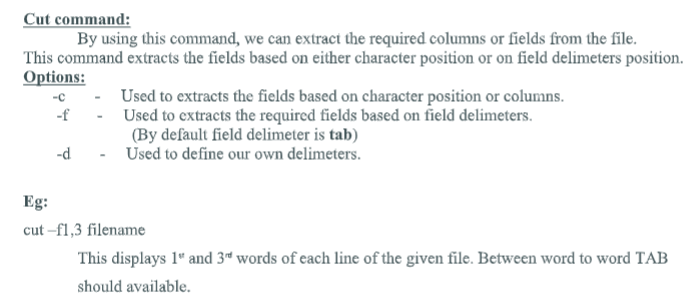 Cut command:
By using this command, we can extract the required columns or fields from the file.
This command extracts the fields based on either character position or on field delimeters position.
Options:
-c - Used to extracts the fields based on character position or columns.
-f - Used to extracts the required fields based on field delimeters.
(By default field delimeter is tab)
-d - Used to define our own delimeters.
Eg:
cut –f1,3 filename
This displays 1st and 3rd words of each line of the given file. Between word to word TAB
should available.